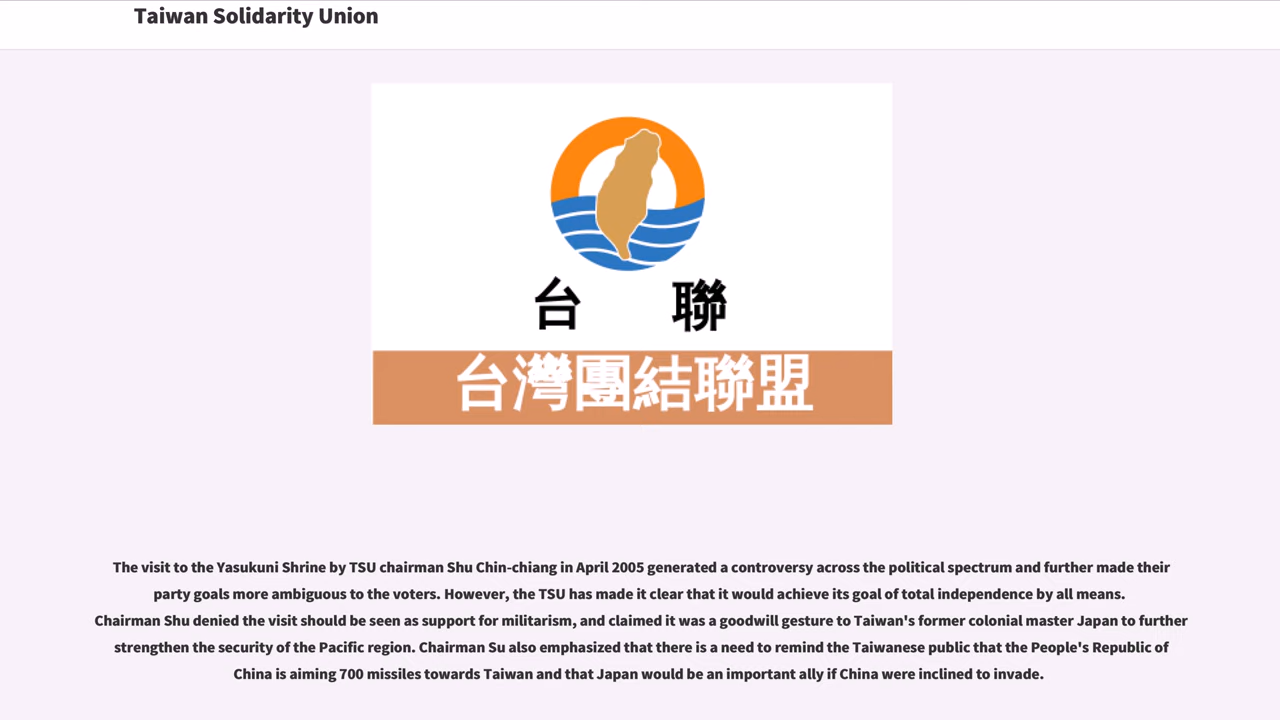 Taiwan Solidarity Union
台 聯
台灣團結聯盟
The visit to the Yasukuni Shrine by TSU chairman Shu Chin-chiang in April 2005 generated a controversy across the political spectrum and further made their
party goals more ambiguous to the voters. However, the TSU has made it clear that it would achieve its goal of total independence by all means.
Chairman Shu denied the visit should be seen as support for militarism, and claimed it was a goodwill gesture to Taiwan's former colonial master Japan to further
strengthen the security of the Pacific region. Chairman Su also emphasized that there is a need to remind the Taiwanese public that the People's Republic of
China is aiming 700 missiles towards Taiwan and that Japan would be an important ally if China were inclined to invade.